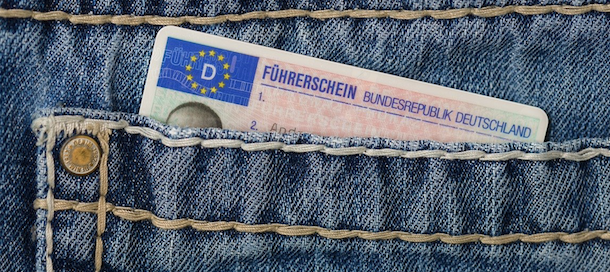 D
FÜHRERSCHEIN BUNDESREPUBLIK DEUTSCHLAND
1.
2.